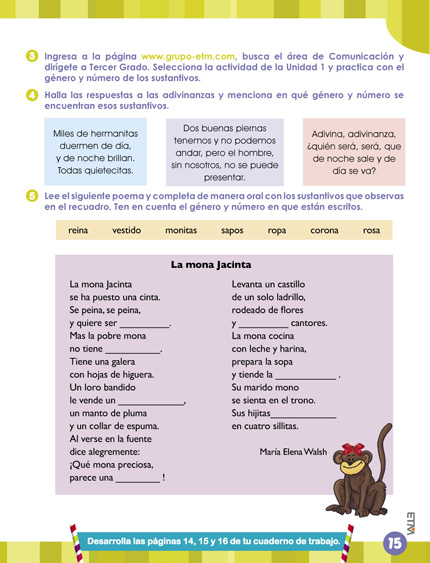 3 Ingresa a la página www.grupo-etm.com, busca el área de Comunicación y
dirígete a Tercer Grado. Selecciona la actividad de la Unidad 1 y practica con el
género y número de los sustantivos.
4 Halla las respuestas a las adivinanzas y menciona en qué género y número se
encuentran esos sustantivos.
Miles de hermanitas
duermen de día,
y de noche brillan.
Todas quietecitas.
Dos buenas piernas
tenemos y no podemos
andar, pero el hombre,
sin nosotros, no se puede
presentar.
Adivina, adivinanza,
¿quién será, será, que
de noche sale y de
día se va?
5 Lee el siguiente poema y completa de manera oral con los sustantivos que observas
en el recuadro. Ten en cuenta el género y número en que están escritos.
reina vestido monitas sapos ropa corona rosa
La mona Jacinta
La mona Jacinta
se ha puesto una cinta.
Se peina, se peina,
y quiere ser __________.
Mas la pobre mona
no tiene ___________.
Tiene una galera
con hojas de higuera.
Un loro bandido
le vende un _____________,
un manto de pluma
y un collar de espuma.
Al verse en la fuente
dice alegremente:
¡Qué mona preciosa,
parece una _________ !
Levanta un castillo
de un solo ladrillo,
rodeado de flores
y __________ cantores.
La mona cocina
con leche y harina,
prepara la sopa
y tiende la ____________ .
Su marido mono
se sienta en el trono.
Sus hijitas_____________
en cuatro sillitas.
María Elena Walsh
Desarrolla las páginas 14, 15 y 16 de tu cuaderno de trabajo.
ETM
15